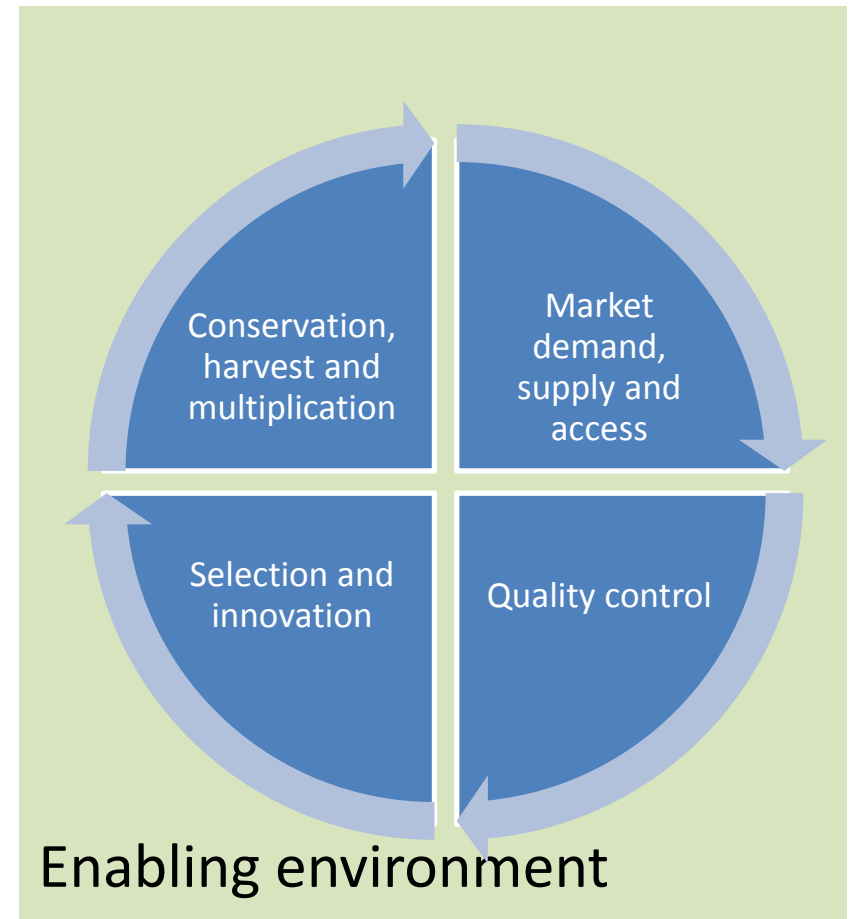 Conservation,
harvest and
multiplication
Market
demand,
supply and
access
Selection and
innovation
Quality control
Enabling environment